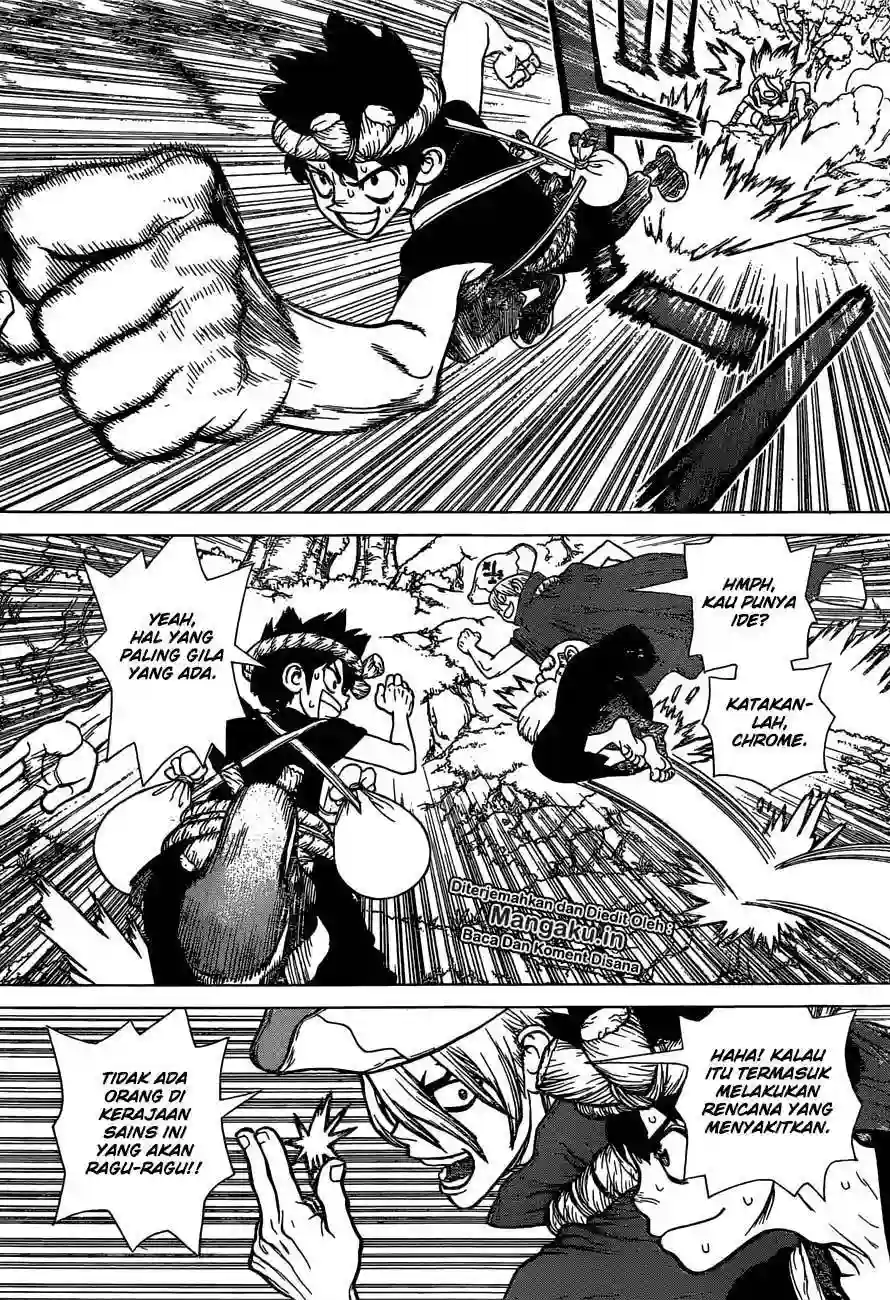 HMPH,
KAU PUNYA
IDE?
KATAKAN-
LAH,
CHROME.
YEAH,
HAL YANG
PALING GILA
YANG ADA.
Diterjemahkan dan Diedit Oleh :
Mangaku.in
Baca Dan Koment Disana
HAHA! KALAU
ITU TERMASUK
MELAKUKAN
RENCANA YANG
MENYAKITKAN.
TIDAK ADA
ORANG DI
KERAJAAN
SAINS INI
YANG AKAN
RAGU-RAGU!!